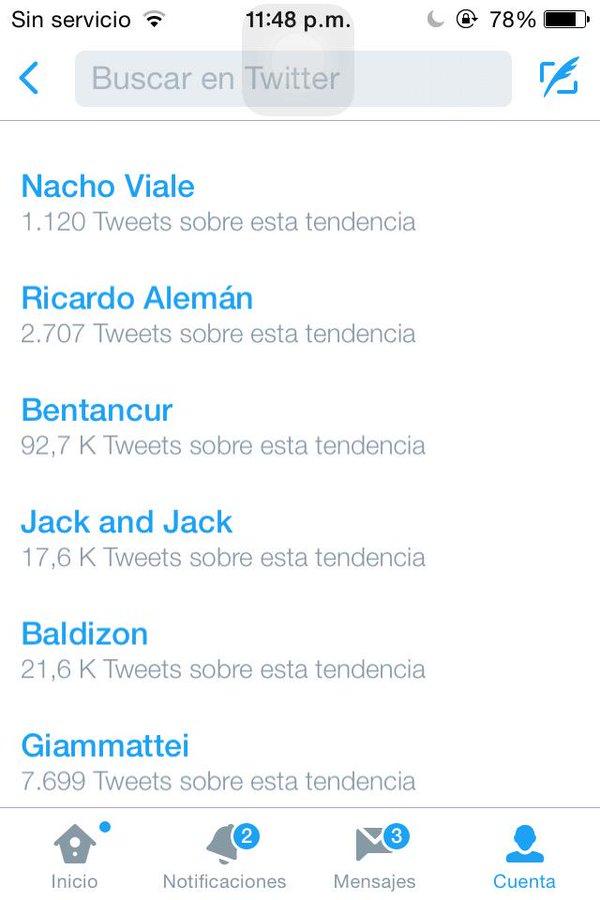 Sin servicio 11:48 p.m. 78%
Buscar en Twitter
Nacho Viale
1.120 Tweets sobre esta tendencia
Ricardo Alemán
2.707 Tweets sobre esta tendencia
Bentancur
92,7 K Tweets sobre esta tendencia
Jack and Jack
17,6 K Tweets sobre esta tendencia
Baldizon
21,6 K Tweets sobre esta tendencia
Giammattei
7.699 Tweets sobre esta tendencia
2 3
Inicio Notificaciones Mensajes Cuenta